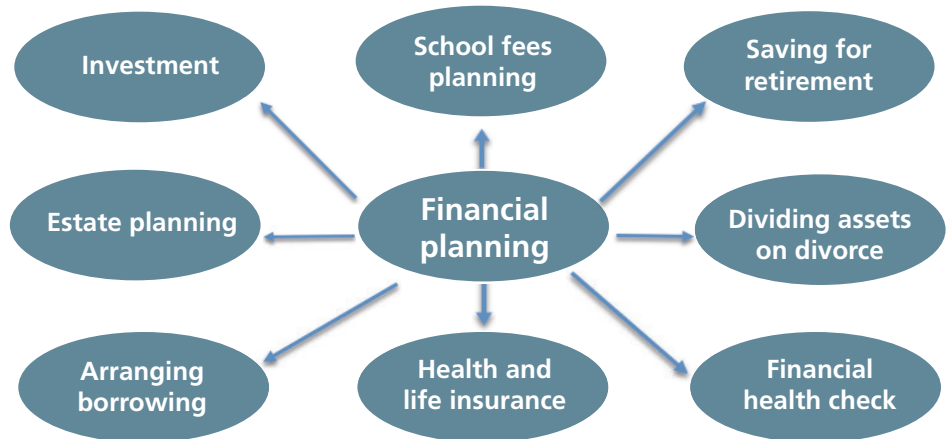 Investment
School fees
planning
Saving for
retirement
Estate planning
Financial
planning
Dividing assets
on divorce
Arranging
borrowing
Health and
life insurance
Financial
health check